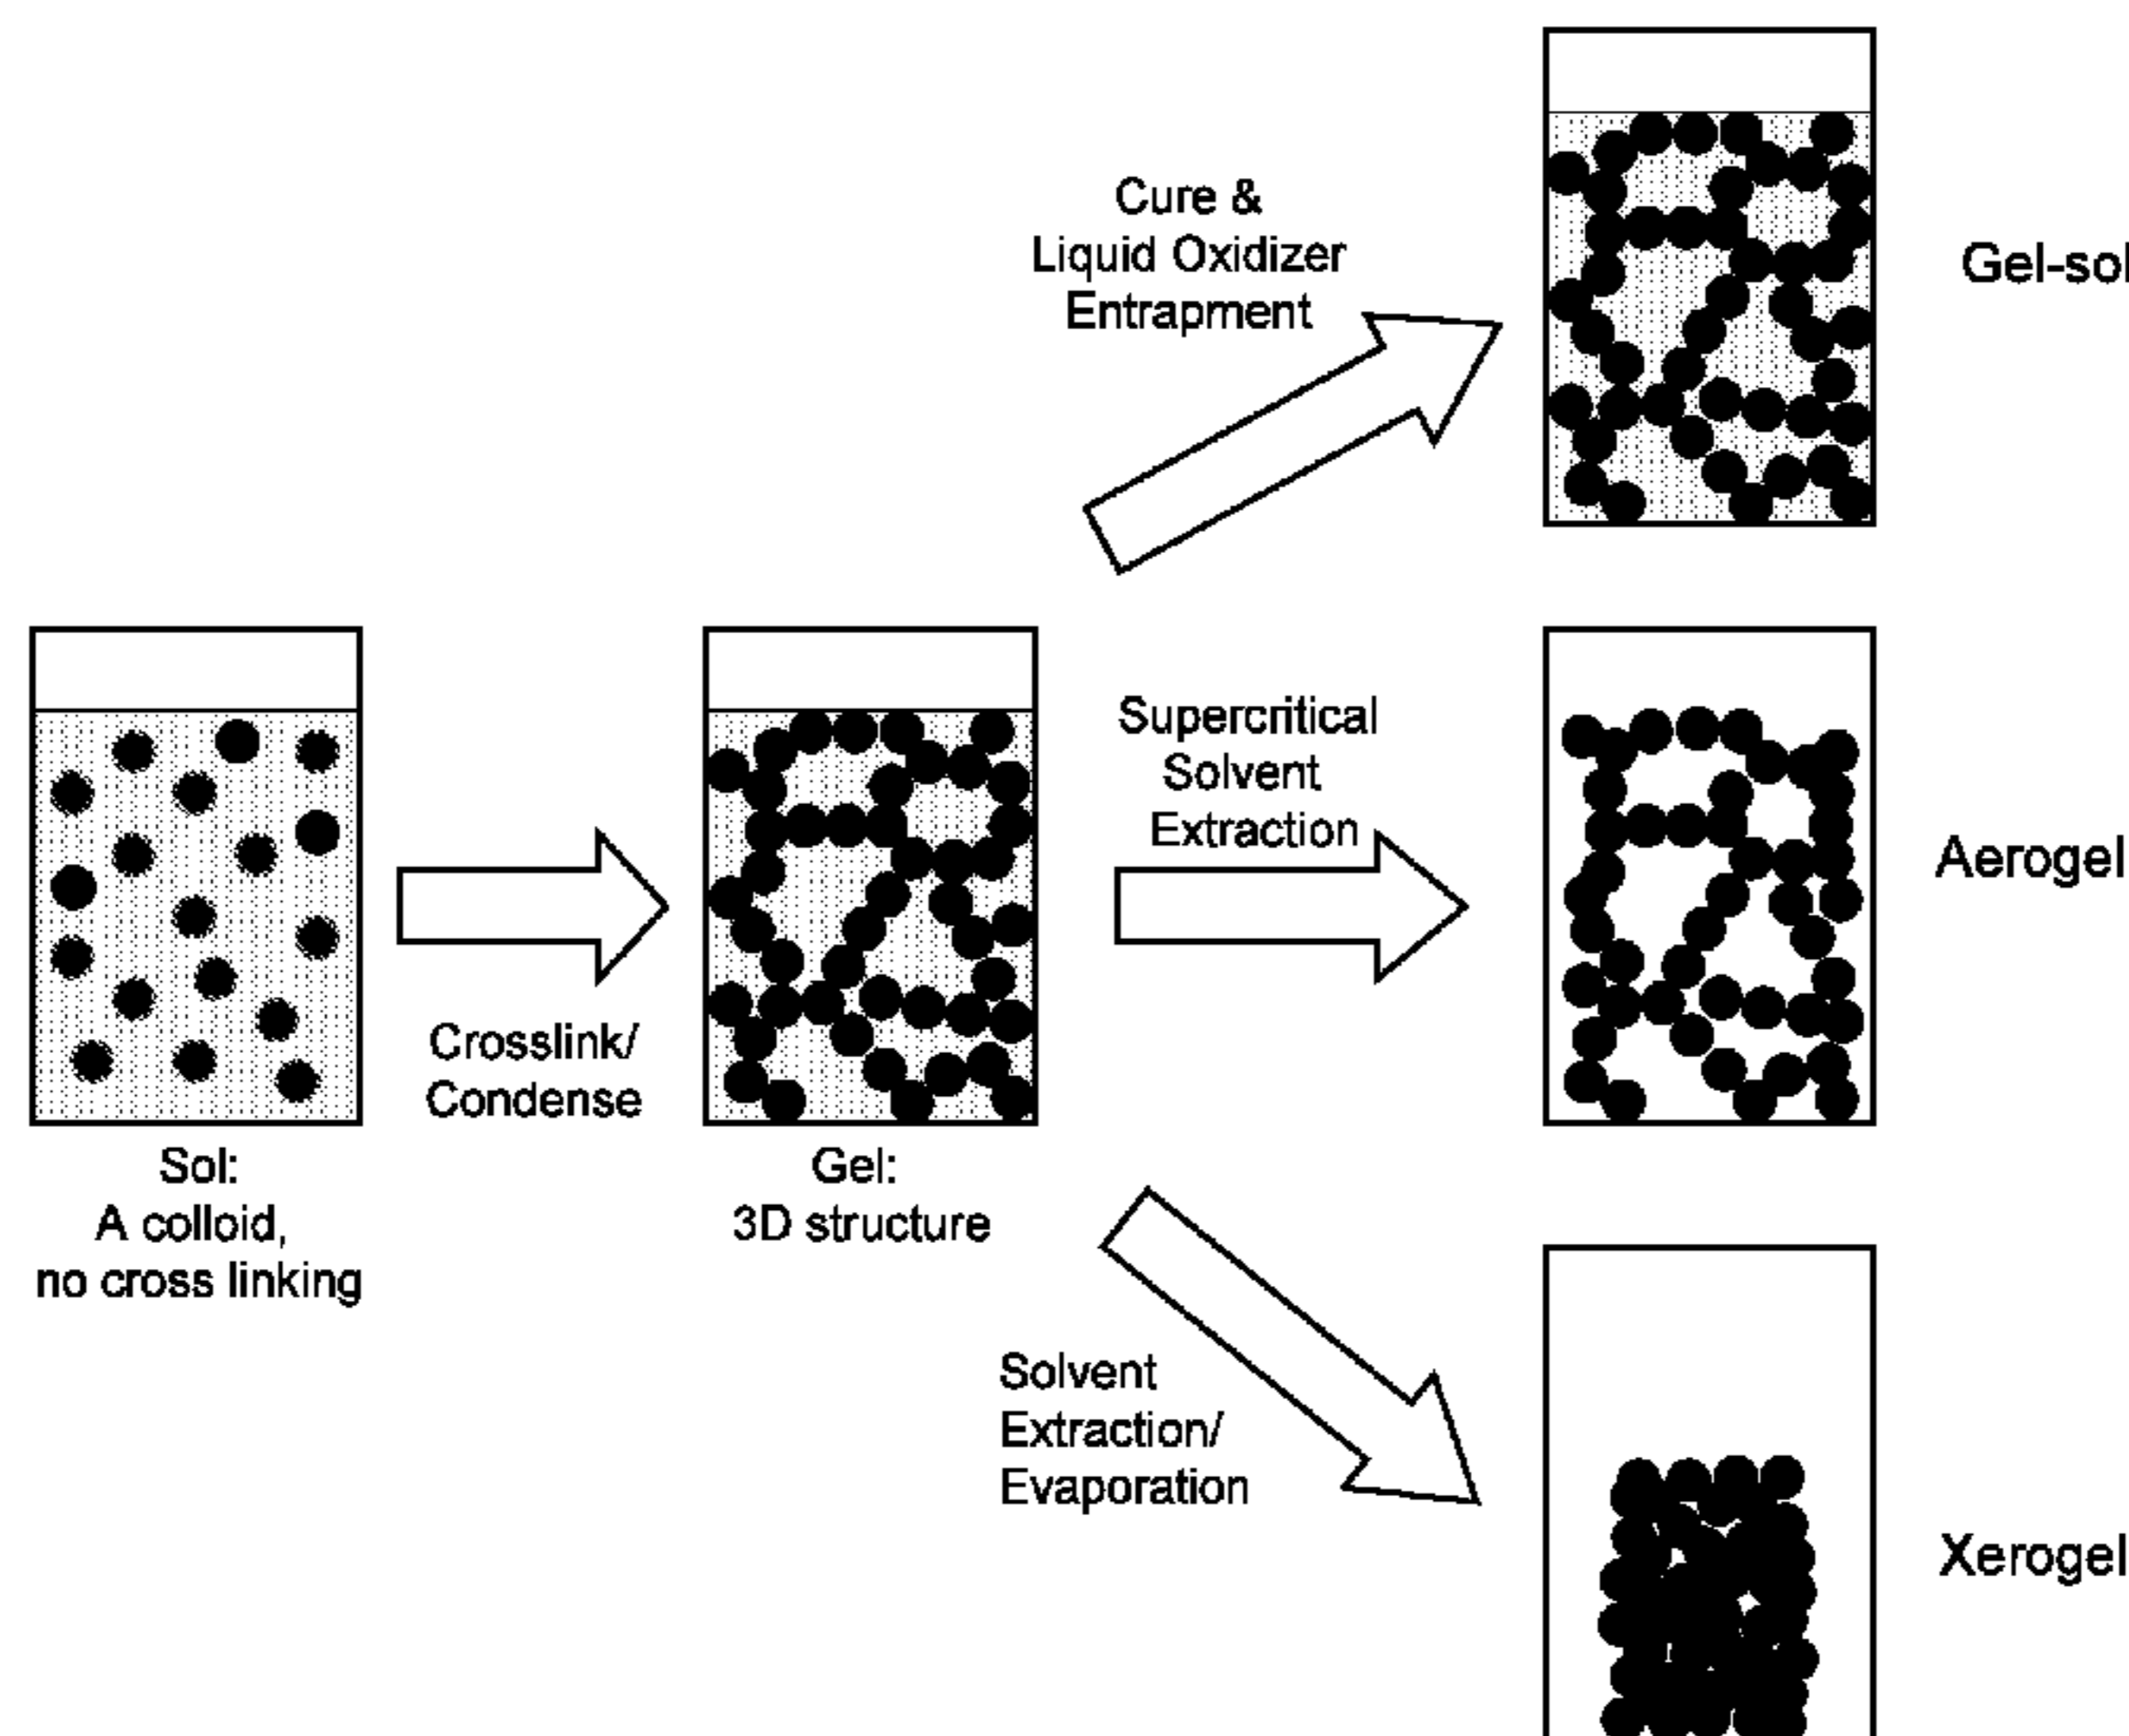 Cure &
Liquid Oxidizer
Entrapment
Gel-sol
Supercritical
Solvent
Extraction
Aerogel
Crosslink/
Condense
Sol:
A colloid,
no cross linking
Gel:
3D structure
Solvent
Extraction/
Evaporation
Xerogel